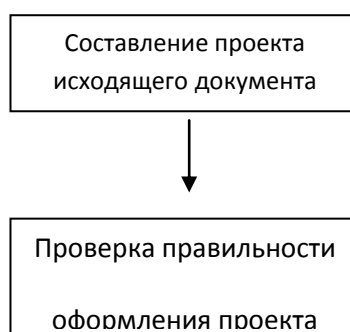 Составление проекта
исходящего документа
Проверка правильности
оформления проекта